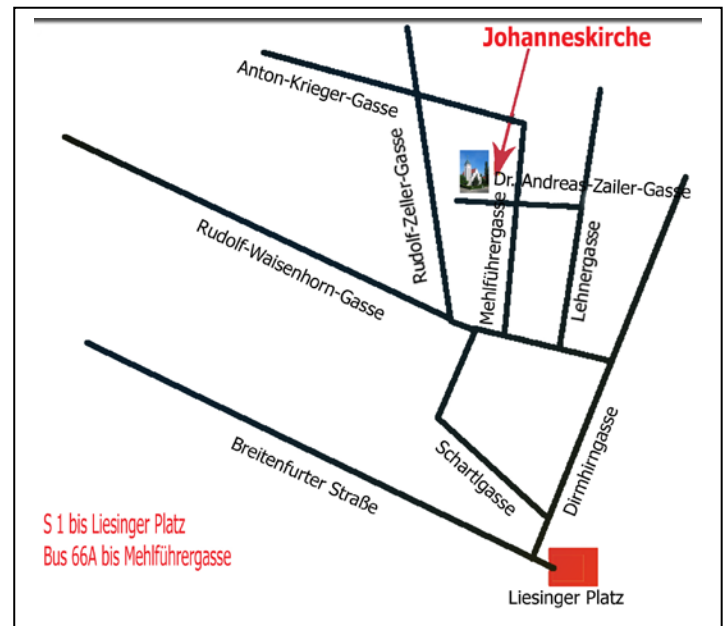 Johanneskirche
Anton-Krieger-Gasse
Rudolf-Zeller-Gasse
Dr. Andreas-Zailer-Gasse
Mehlführergasse
Lehnergasse
Rudolf-Waisenhorn-Gasse
Dirmhirngasse
Schartlgasse
Breitenfurter Straße
S 1 bis Liesinger Platz
Bus 66A bis Mehlführergasse
Liesinger Platz